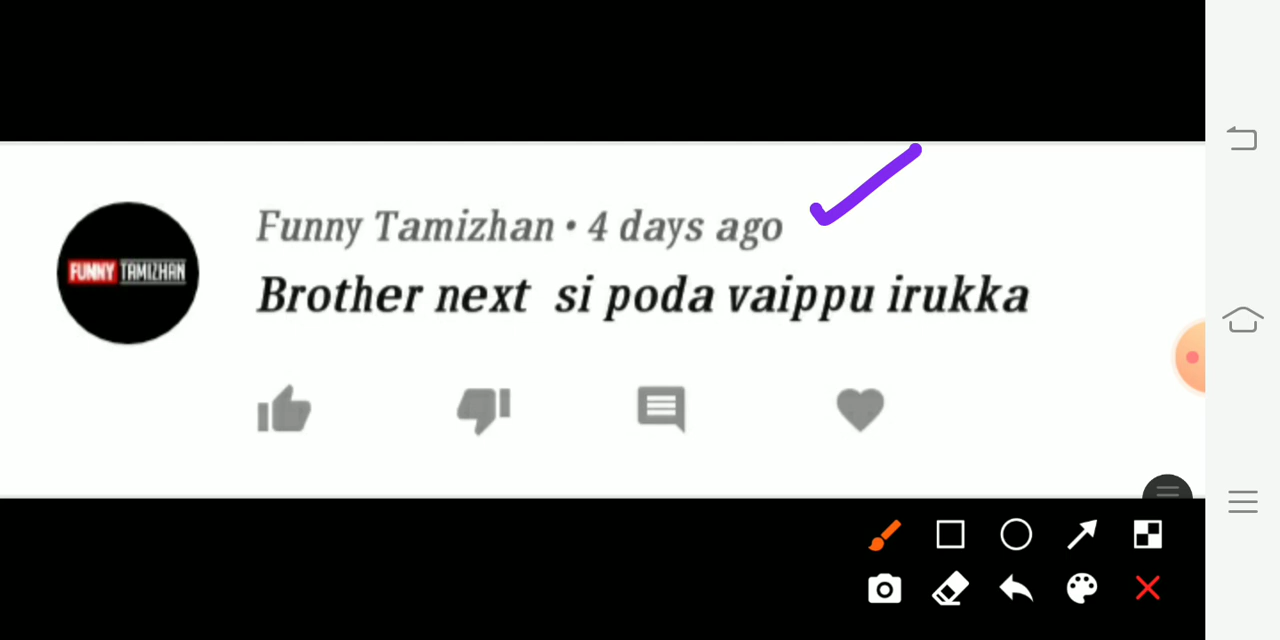 FUNNY TAMIZHAN
Funny Tamizhan • 4 days ago
Brother next si poda vaippu irukka